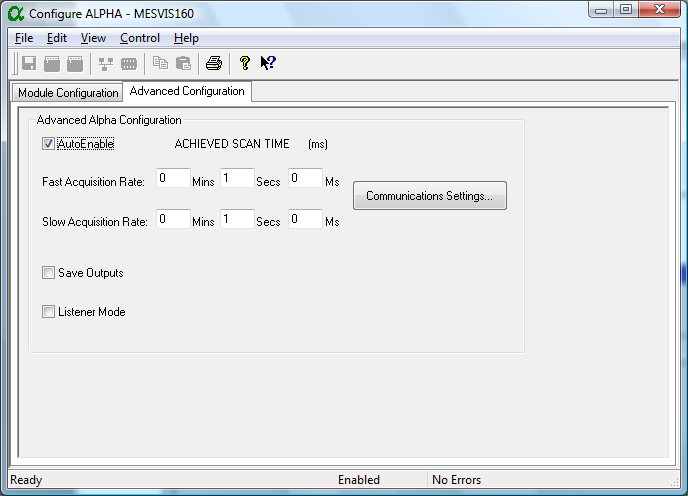 Configure ALPHA - MESVIS160
File Edit View Control Help
Module Configuration Advanced Configuration
Advanced Alpha Configuration
AutoEnable ACHIEVED SCAN TIME (ms)
Fast Acquisition Rate: 0 Mins 1 Secs 0 Ms
Communications Settings...
Slow Acquisition Rate: 0 Mins 1 Secs 0 Ms
Save Outputs
Listener Mode
Ready Enabled No Errors